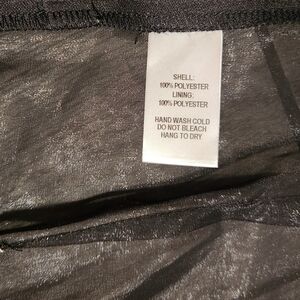 SHELL:
100% POLYESTER
LINING:
100% POLYESTER
HAND WASH COLD
DO NOT BLEACH
HANG TO DRY